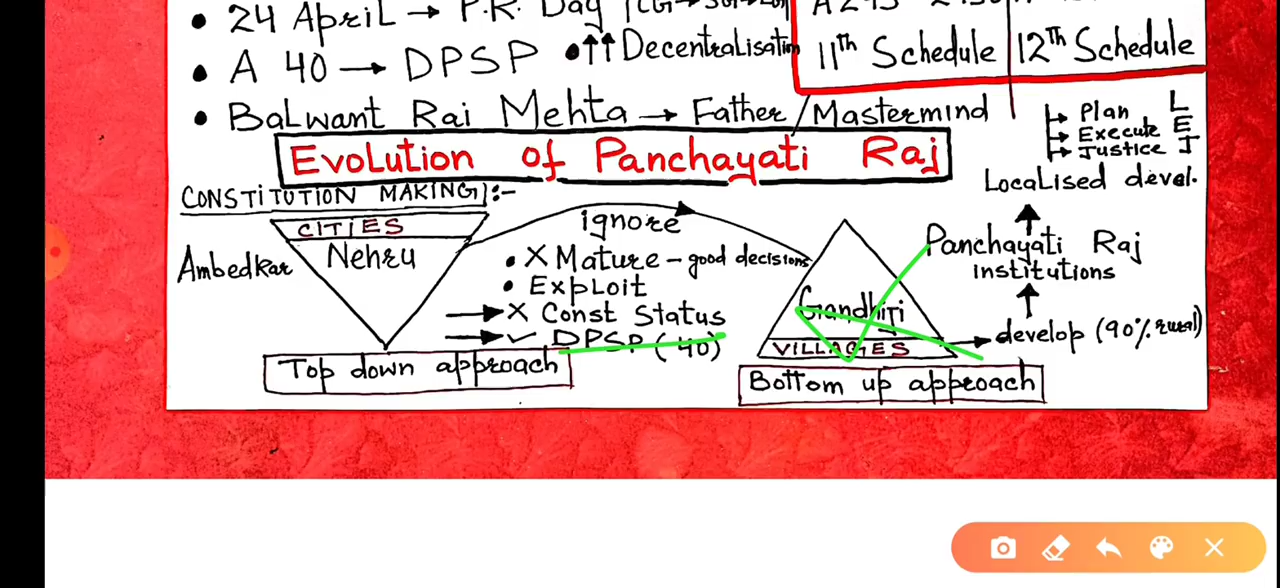 • 24 April → P.R. Day
• A 40 → DPSP • ↑↑ Decentralisation
11th Schedule 12th Schedule
• Balwant Rai Mehta → Father / Mastermind
Plan L
Execute E
Justice J
Evolution of Panchayati Raj
Localised devel.
CONSTITUTION MAKING :-
CITIES
Nehru
Ambedkar
ignore
• X Mature - good decisions
• Exploit
→ X Const Status
→ ✓ DPSP (40)
Top down approach
Panchayati Raj
institutions
Gandhiji
VILLAGES → develop (90% rural)
Bottom up approach